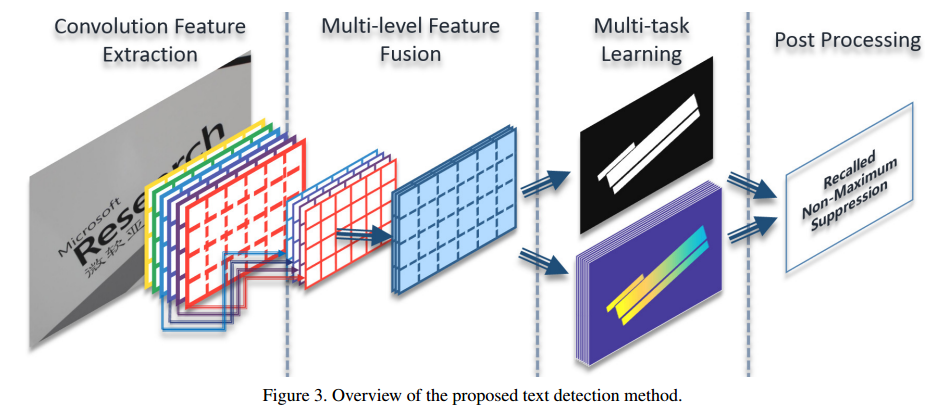 Convolution Feature
Extraction
Multi-level Feature
Fusion
Multi-task
Learning
Post Processing
Microsoft
Research
微软亚
Recalled
Non-Maximum
Suppression
Figure 3. Overview of the proposed text detection method.